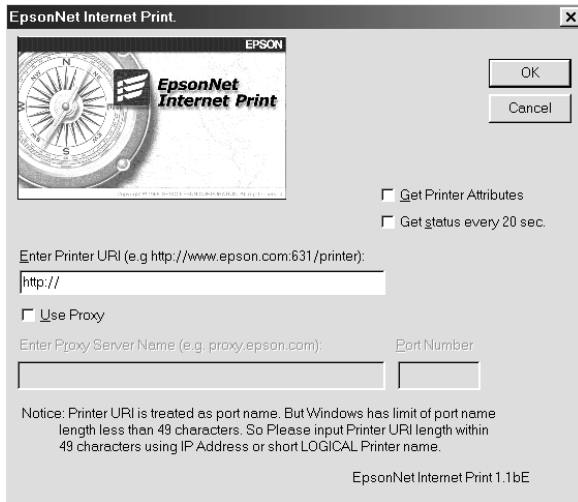 EpsonNet Internet Print.
EPSON
EpsonNet
Internet Print
N
W
E
S
OK
Cancel
Get Printer Attributes
Get status every 20 sec.
Enter Printer URI (e.g http://www.epson.com:631/printer):
http://
Use Proxy
Enter Proxy Server Name (e.g. proxy.epson.com):
Port Number
Notice: Printer URI is treated as port name. But Windows has limit of port name
length less than 49 characters. So Please input Printer URI length within
49 characters using IP Address or short LOGICAL Printer name.
EpsonNet Internet Print 1.1bE